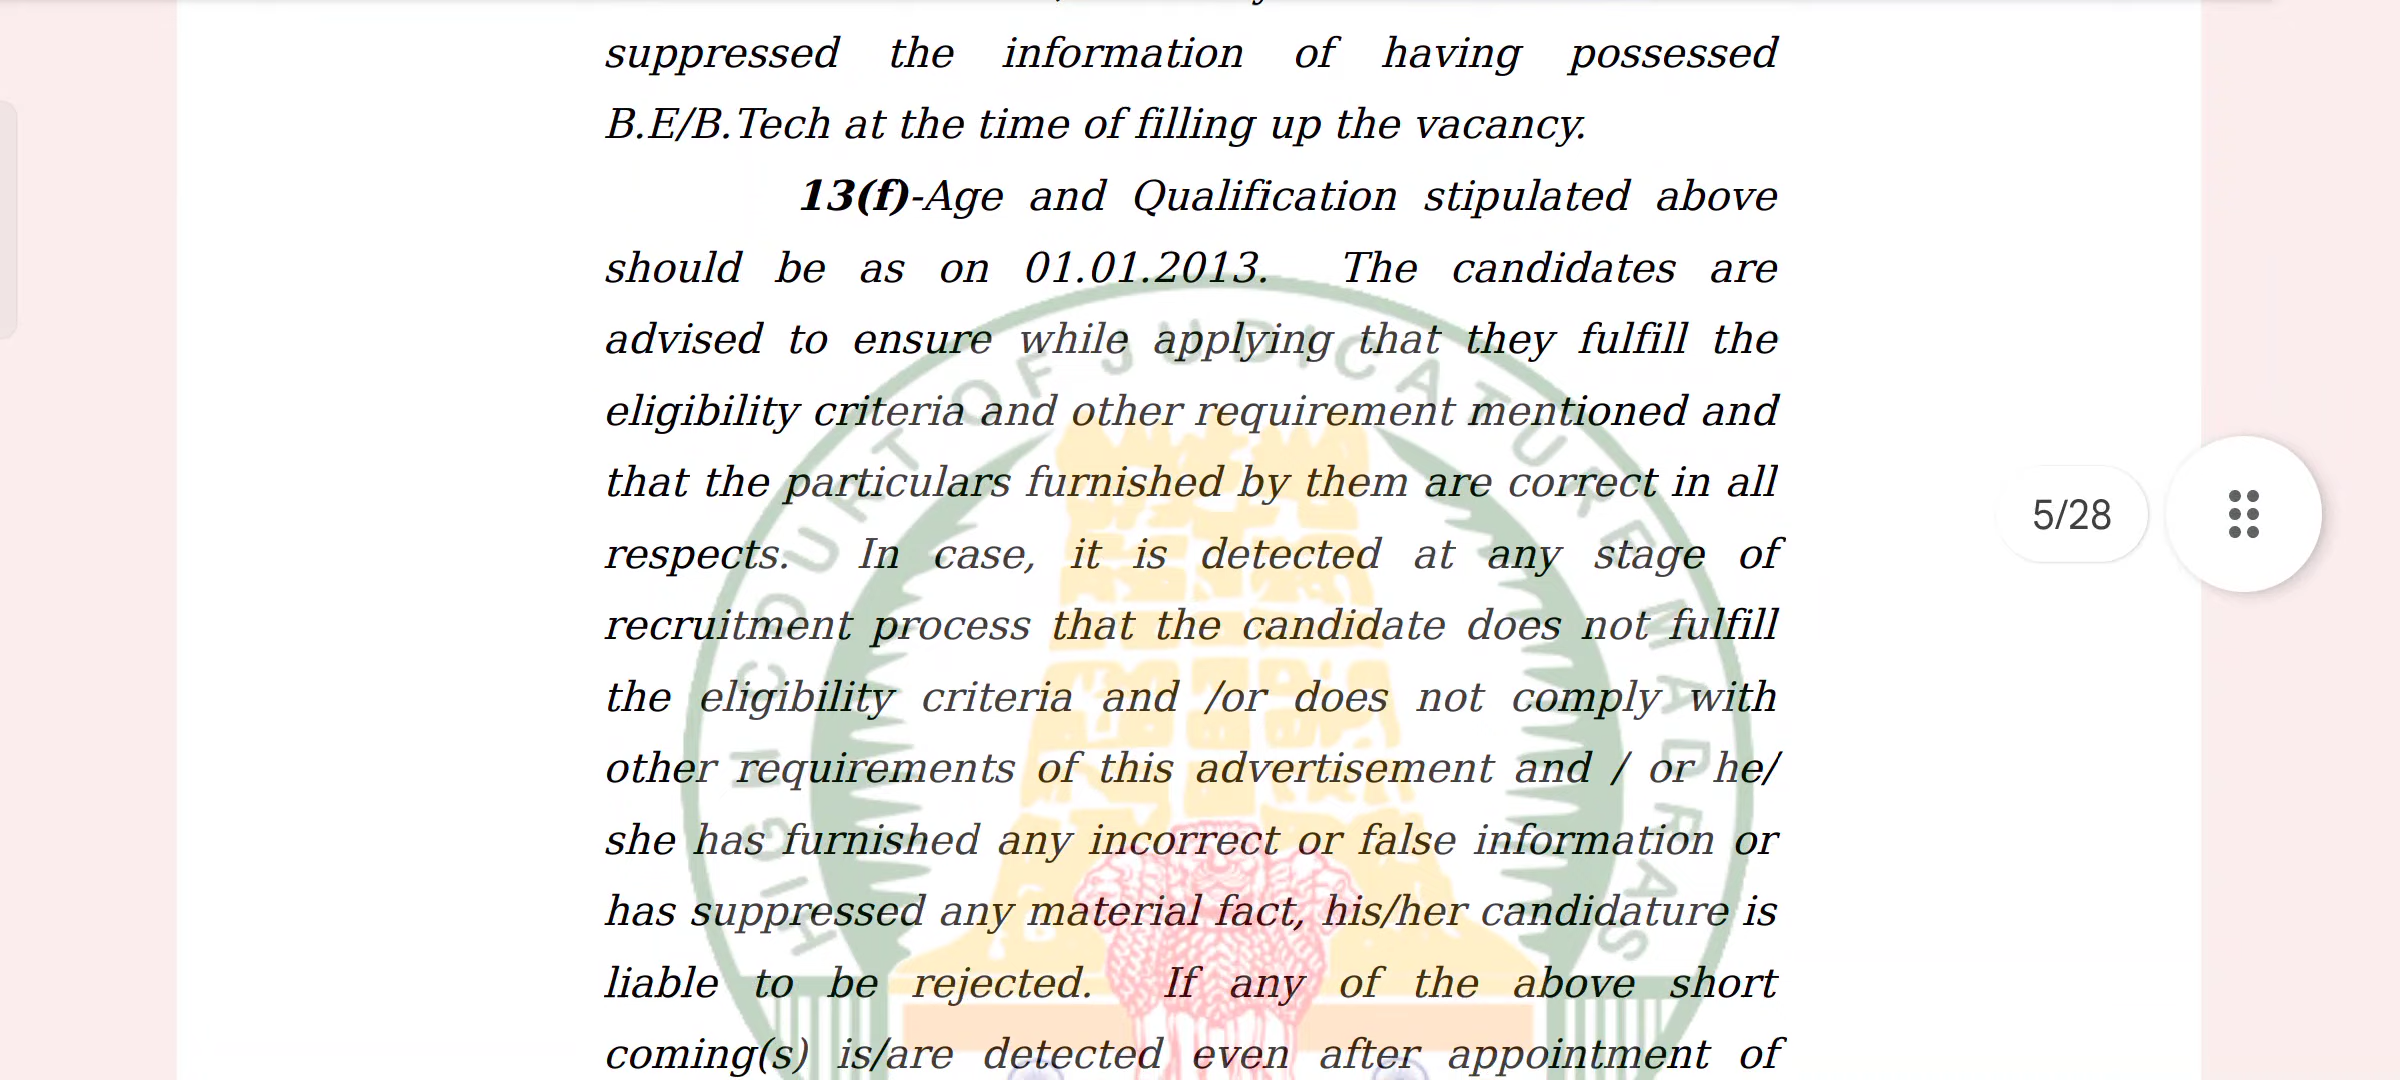 suppressed the information of having possessed
B.E/B.Tech at the time of filling up the vacancy.
13(f)-Age and Qualification stipulated above
should be as on 01.01.2013. The candidates are
advised to ensure while applying that they fulfill the
eligibility criteria and other requirement mentioned and
that the particulars furnished by them are correct in all
respects. In case, it is detected at any stage of
recruitment process that the candidate does not fulfill
the eligibility criteria and /or does not comply with
other requirements of this advertisement and / or he/
she has furnished any incorrect or false information or
has suppressed any material fact, his/her candidature is
liable to be rejected. If any of the above short
coming(s) is/are detected even after appointment of
HIGH COURT OF JUDICATURE MADRAS
5/28